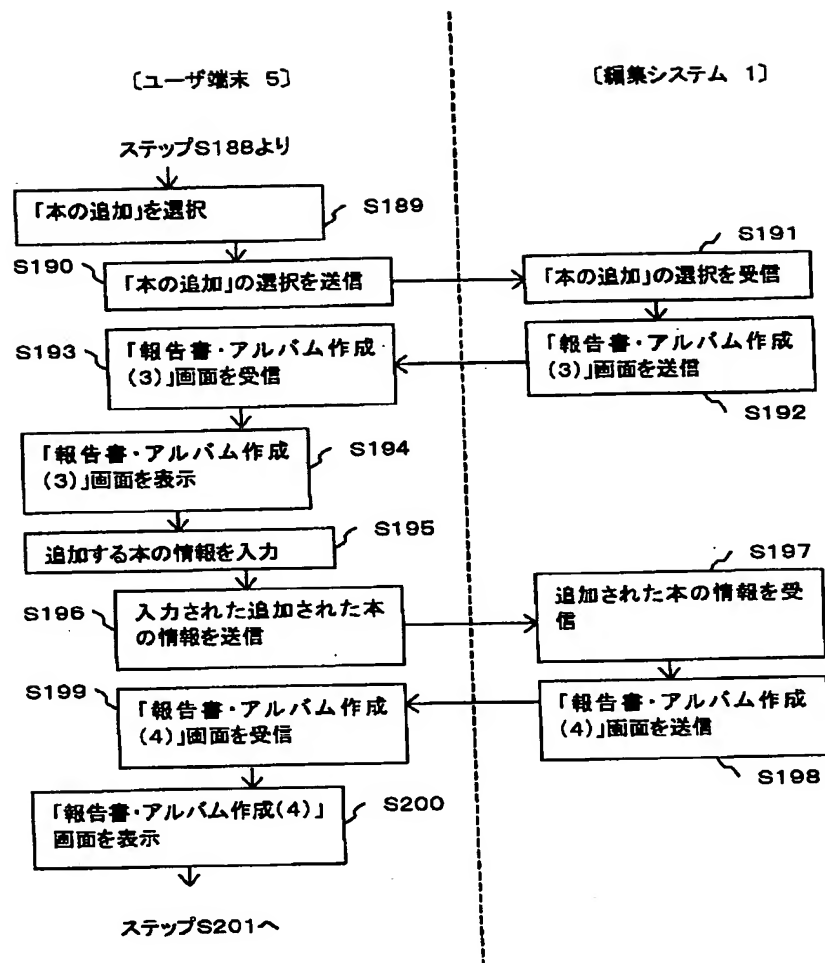 〔ユーザ端末 5〕
〔編集システム 1〕
ステップS188より
「本の追加」を選択
S189
S190
「本の追加」の選択を送信
S191
「本の追加」の選択を受信
S193
「報告書・アルバム作成
(3)」画面を受信
「報告書・アルバム作成
(3)」画面を送信
S192
「報告書・アルバム作成
(3)」画面を表示
S194
追加する本の情報を入力
S195
S196
入力された追加された本
の情報を送信
S197
追加された本の情報を受
信
S199
「報告書・アルバム作成
(4)」画面を受信
「報告書・アルバム作成
(4)」画面を送信
S198
「報告書・アルバム作成(4)」
画面を表示
S200
ステップS201へ